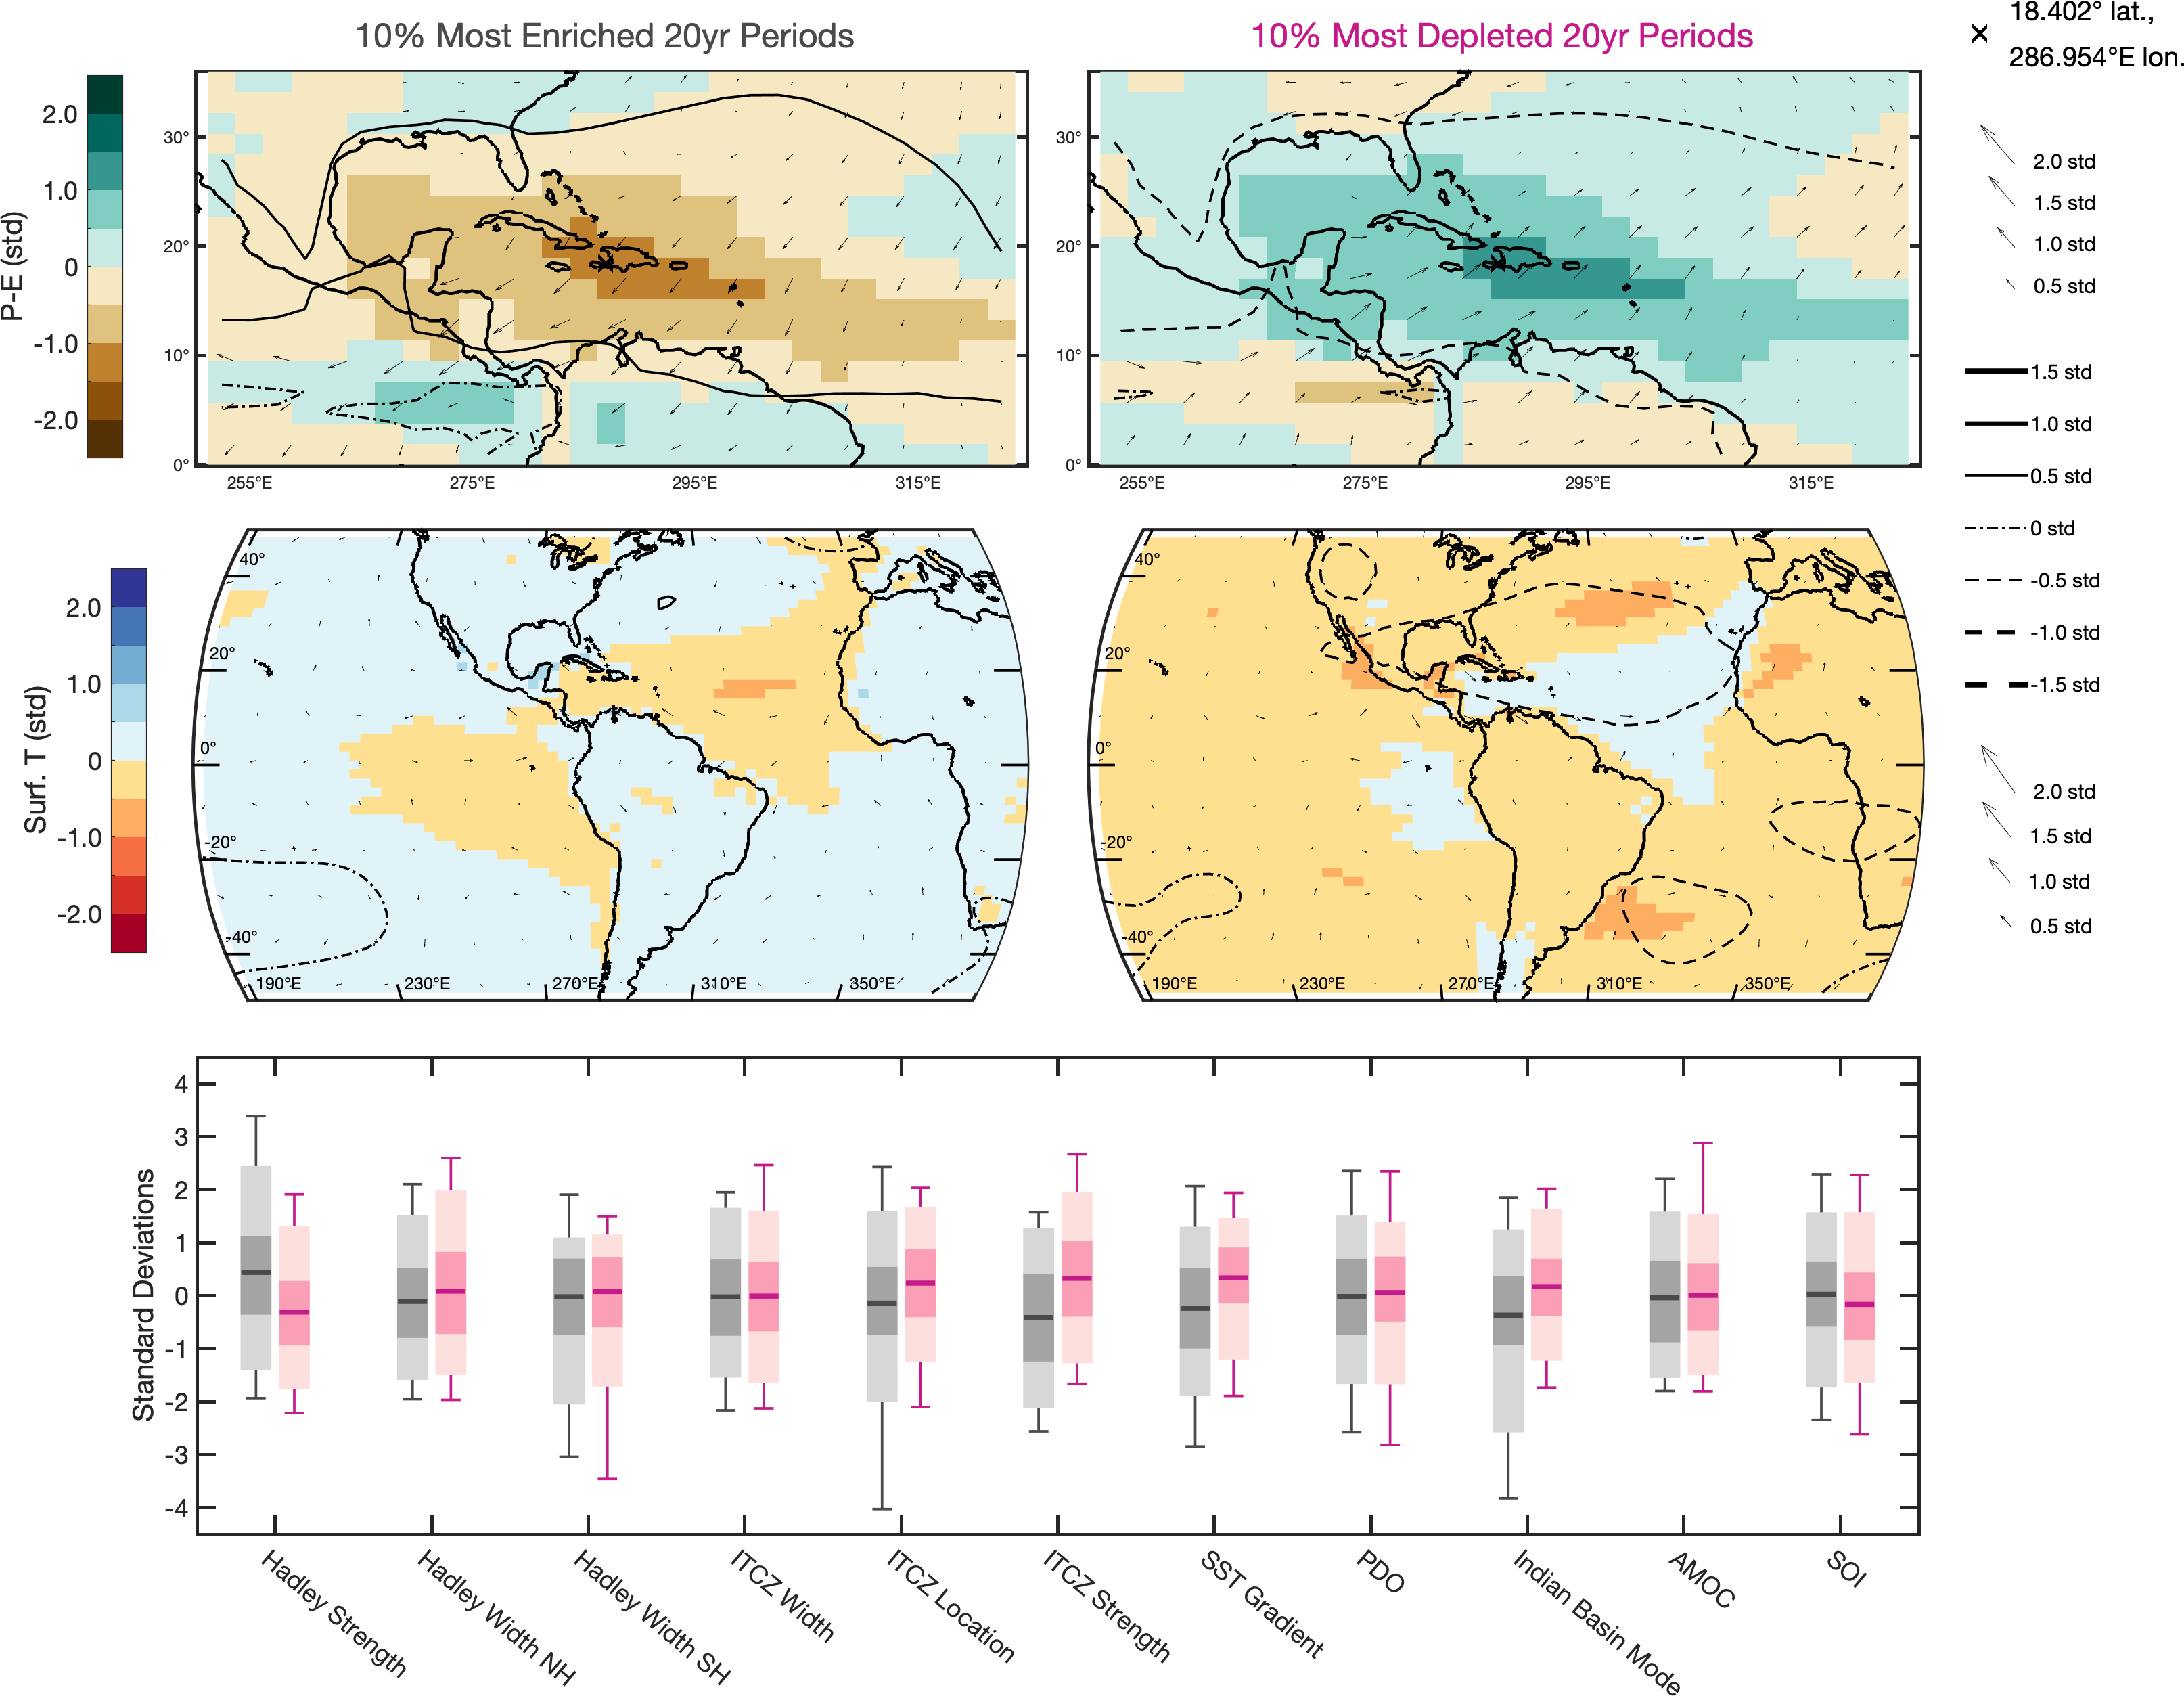 10% Most Enriched 20yr Periods
10% Most Depleted 20yr Periods
× 18.402° lat.,
286.954°E lon.
P-E (std)
2.0
1.0
0
-1.0
-2.0
30°
20°
10°
0°
255°E 275°E 295°E 315°E
30°
20°
10°
0°
255°E 275°E 295°E 315°E
2.0 std
1.5 std
1.0 std
0.5 std
1.5 std
1.0 std
0.5 std
0 std
-0.5 std
-1.0 std
-1.5 std
Surf. T (std)
2.0
1.0
0
-1.0
-2.0
40°
20°
0°
-20°
-40°
190°E 230°E 270°E 310°E 350°E
40°
20°
0°
-20°
-40°
190°E 230°E 270°E 310°E 350°E
2.0 std
1.5 std
1.0 std
0.5 std
Standard Deviations
4
3
2
1
0
-1
-2
-3
-4
Hadley Strength
Hadley Width NH
Hadley Width SH
ITCZ Width
ITCZ Location
ITCZ Strength
SST Gradient
PDO
Indian Basin Mode
AMOC
SOI